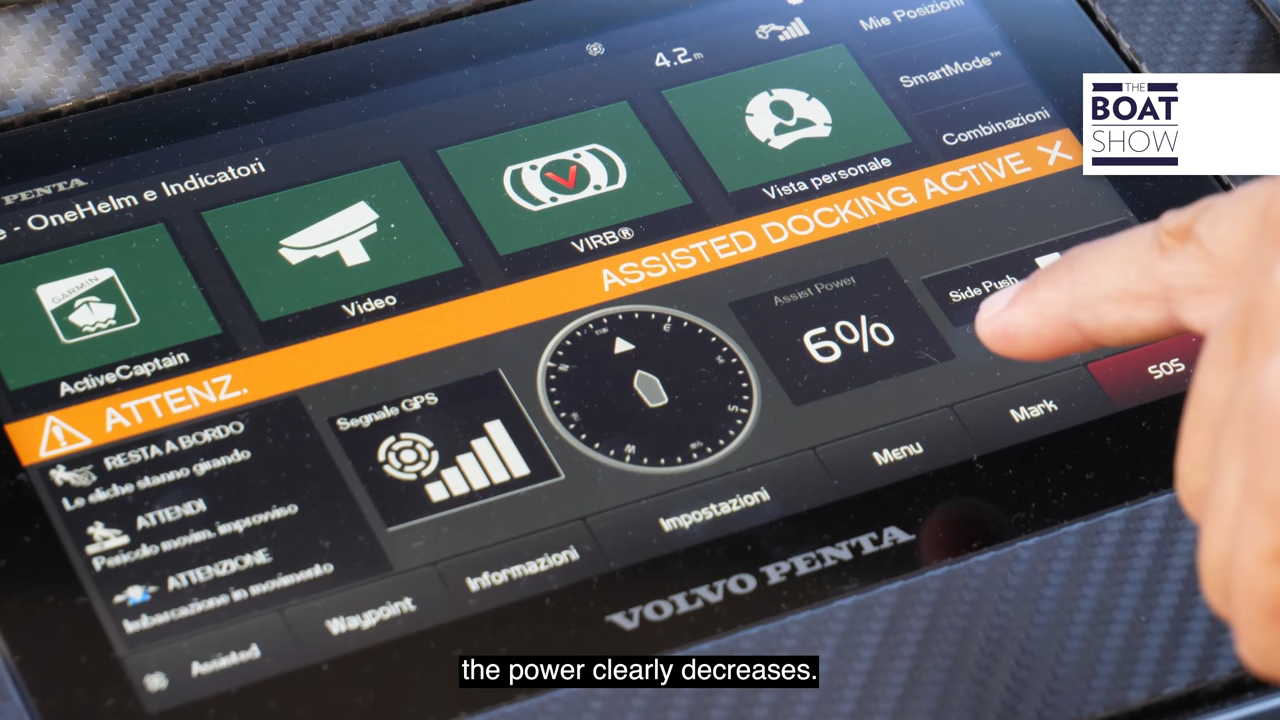 Mie Posizioni
4.2 m
SmartMode™
Combinazioni
PENTA
e - OneHelm e Indicatori
GARMIN
ActiveCaptain
Video
VIRB®
Vista personale
ATTENZ.
ASSISTED DOCKING ACTIVE
RESTA A BORDO
Le eliche stanno girando
ATTENDI
Pericolo movim. improvviso
ATTENZIONE
Imbarcazione in movimento
Segnale GPS
N
E
S
W
Assist Power
6%
Side Push
Assisted
Waypoint
Informazioni
Impostazioni
Menu
Mark
SOS
VOLVO PENTA
THE
BOAT
SHOW
the power clearly decreases.